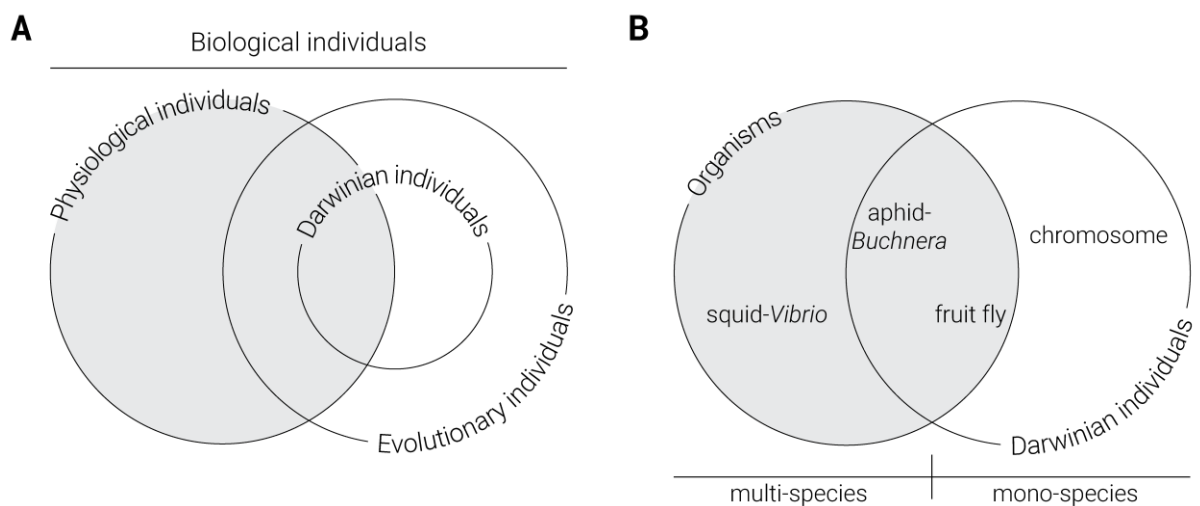 A
Biological individuals
Physiological individuals
Darwinian individuals
Evolutionary individuals
B
Organisms
aphid-
Buchnera
chromosome
squid-Vibrio
fruit fly
Darwinian individuals
multi-species
mono-species